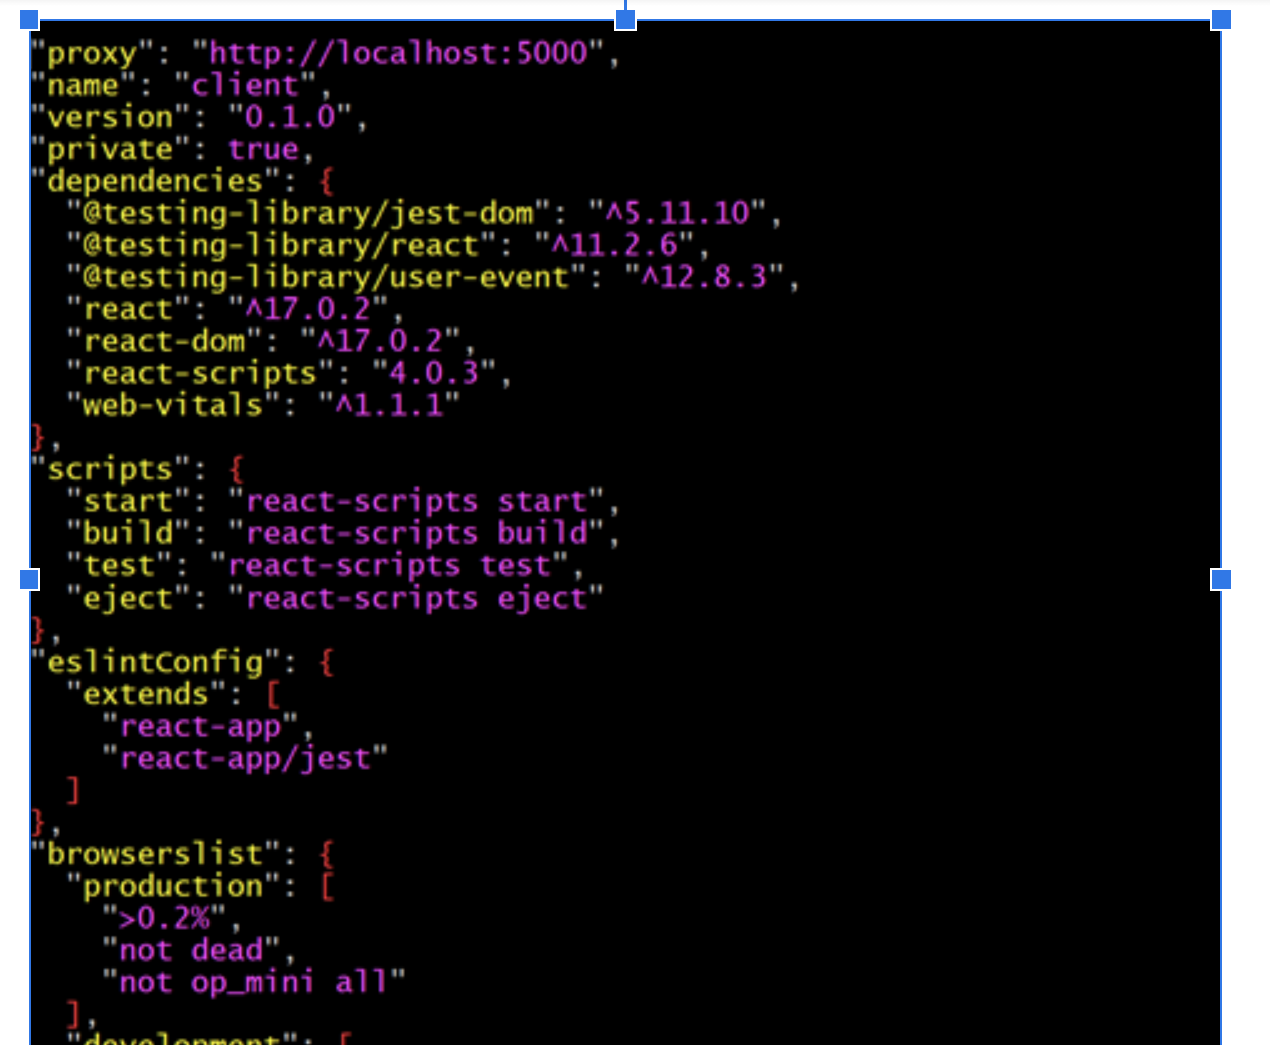 "proxy": "http://localhost:5000",
"name": "client",
"version": "0.1.0",
"private": true,
"dependencies": {
  "@testing-library/jest-dom": "^5.11.10",
  "@testing-library/react": "^11.2.6",
  "@testing-library/user-event": "^12.8.3",
  "react": "^17.0.2",
  "react-dom": "^17.0.2",
  "react-scripts": "4.0.3",
  "web-vitals": "^1.1.1"
},
"scripts": {
  "start": "react-scripts start",
  "build": "react-scripts build",
  "test": "react-scripts test",
  "eject": "react-scripts eject"
},
"eslintConfig": {
  "extends": [
    "react-app",
    "react-app/jest"
  ]
},
"browserslist": {
  "production": [
    ">0.2%",
    "not dead",
    "not op_mini all"
  ],
  "development": [